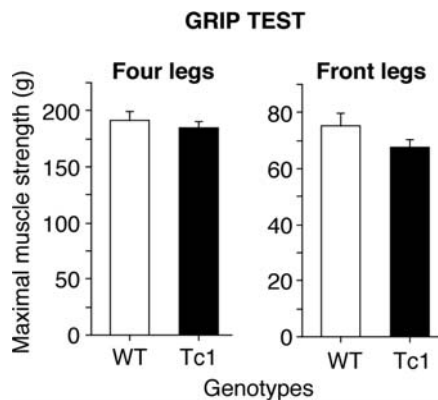 GRIP TEST
Four legs
Front legs
Maximal muscle strength (g)
200
150
100
50
0
80
60
40
20
0
WT
Tc1
WT
Tc1
Genotypes